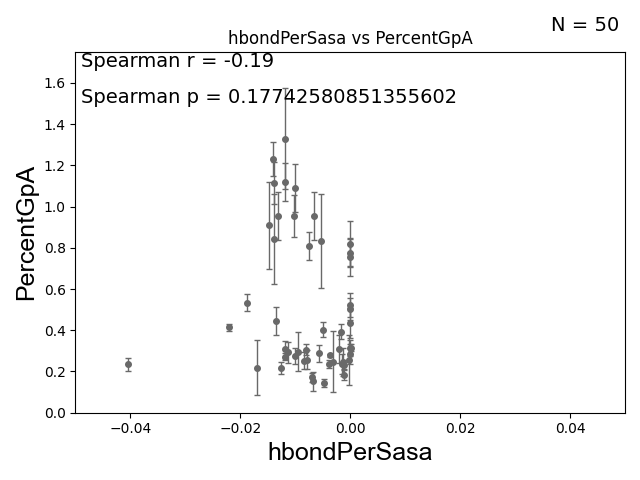 N = 50
hbondPerSasa vs PercentGpA
Spearman r = -0.19
Spearman p = 0.17742580851355602
PercentGpA
1.6
1.4
1.2
1.0
0.8
0.6
0.4
0.2
0.0
−0.04 −0.02 0.00 0.02 0.04
hbondPerSasa